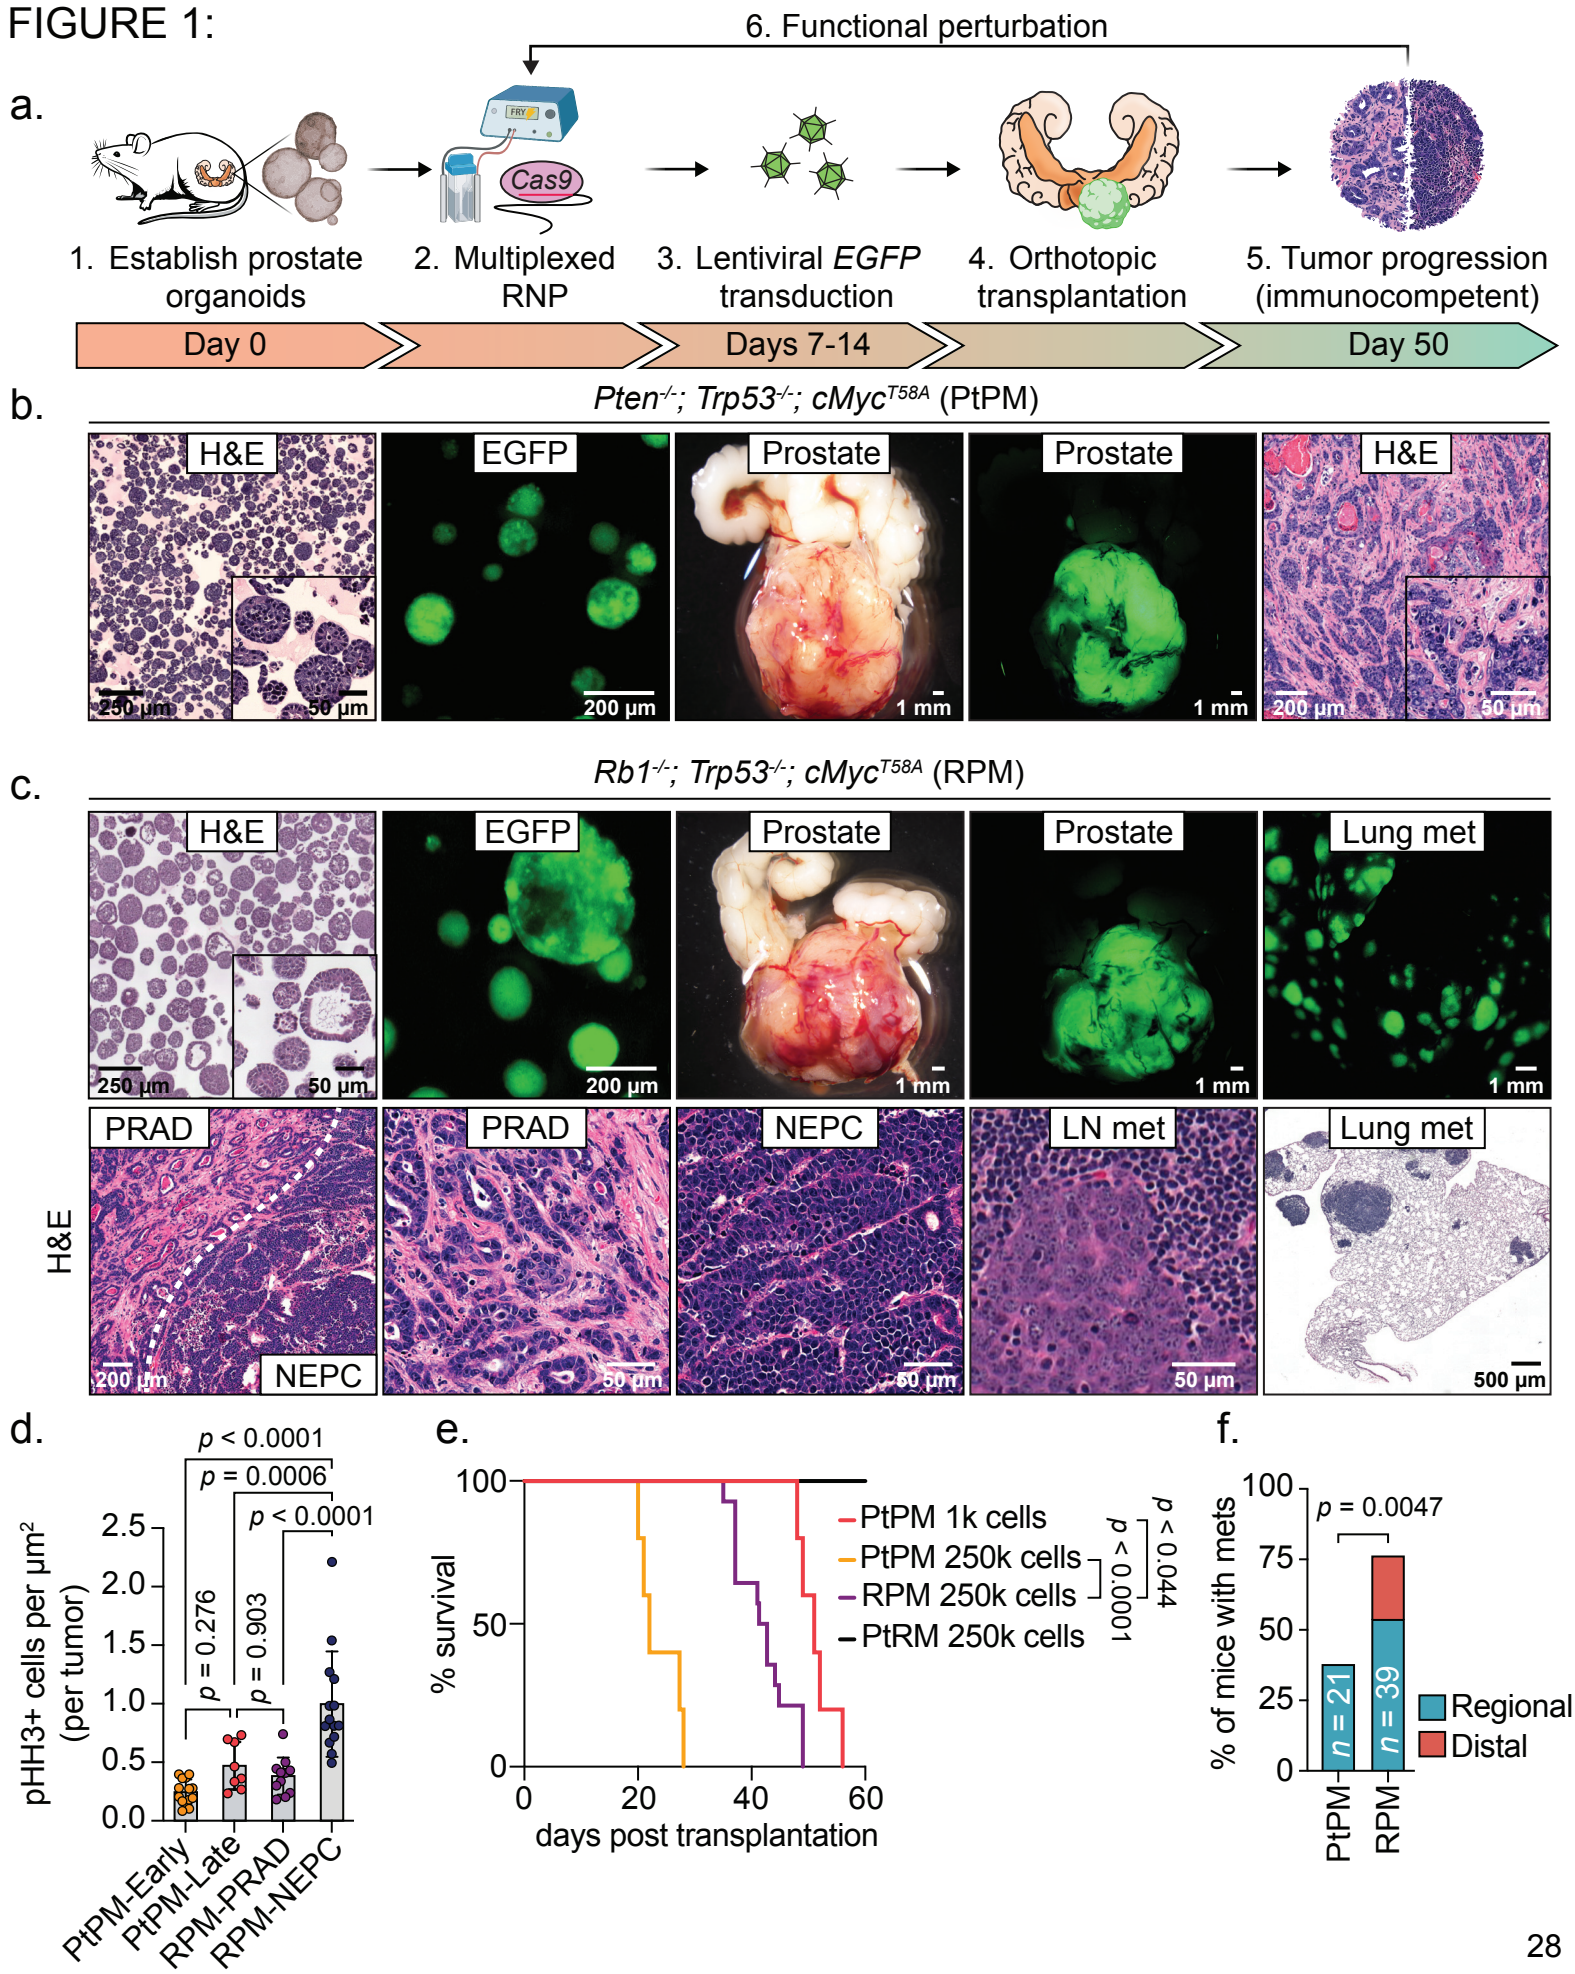 FIGURE 1:
6. Functional perturbation
a.
FRY
Cas9
1. Establish prostate
organoids
2. Multiplexed
RNP
3. Lentiviral EGFP
transduction
4. Orthotopic
transplantation
5. Tumor progression
(immunocompetent)
Day 0
Days 7-14
Day 50
b.
Pten-/-; Trp53-/-; cMycT58A (PtPM)
H&E
250 µm
50 µm
EGFP
200 µm
Prostate
1 mm
Prostate
1 mm
H&E
200 µm
50 µm
c.
Rb1-/-; Trp53-/-; cMycT58A (RPM)
H&E
250 µm
50 µm
EGFP
200 µm
Prostate
1 mm
Prostate
1 mm
Lung met
1 mm
H&E
PRAD
200 µm
NEPC
PRAD
50 µm
NEPC
50 µm
LN met
50 µm
Lung met
500 µm
d.
p < 0.0001
p = 0.0006
p < 0.0001
p = 0.276
p = 0.903
pHH3+ cells per µm2
(per tumor)
2.5
2.0
1.5
1.0
0.5
0.0
PtPM-Early
PtPM-Late
RPM-PRAD
RPM-NEPC
e.
% survival
100
50
0
0
20
40
60
days post transplantation
PtPM 1k cells
PtPM 250k cells
RPM 250k cells
PtRM 250k cells
p < 0.0001
p < 0.044
f.
% of mice with mets
100
75
50
25
0
p = 0.0047
n = 21
n = 39
PtPM
RPM
Regional
Distal
28